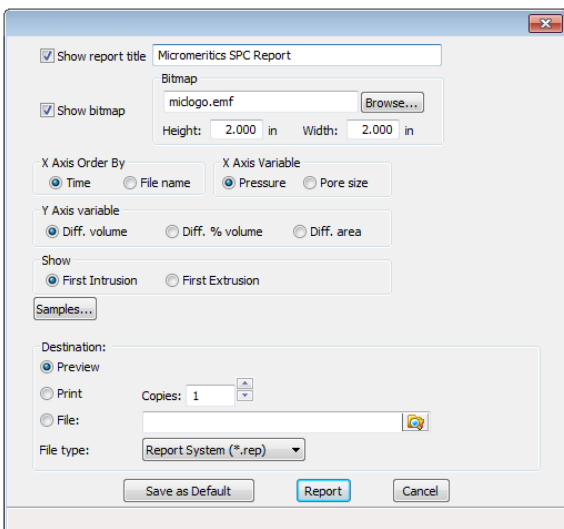 Show report title Micromeritics SPC Report
Bitmap
Show bitmap miclogo.emf Browse...
Height: 2.000 in Width: 2.000 in
X Axis Order By X Axis Variable
Time File name Pressure Pore size
Y Axis variable
Diff. volume Diff. % volume Diff. area
Show
First Intrusion First Extrusion
Samples...
Destination:
Preview
Print Copies: 1
File:
File type: Report System (*.rep)
Save as Default Report Cancel